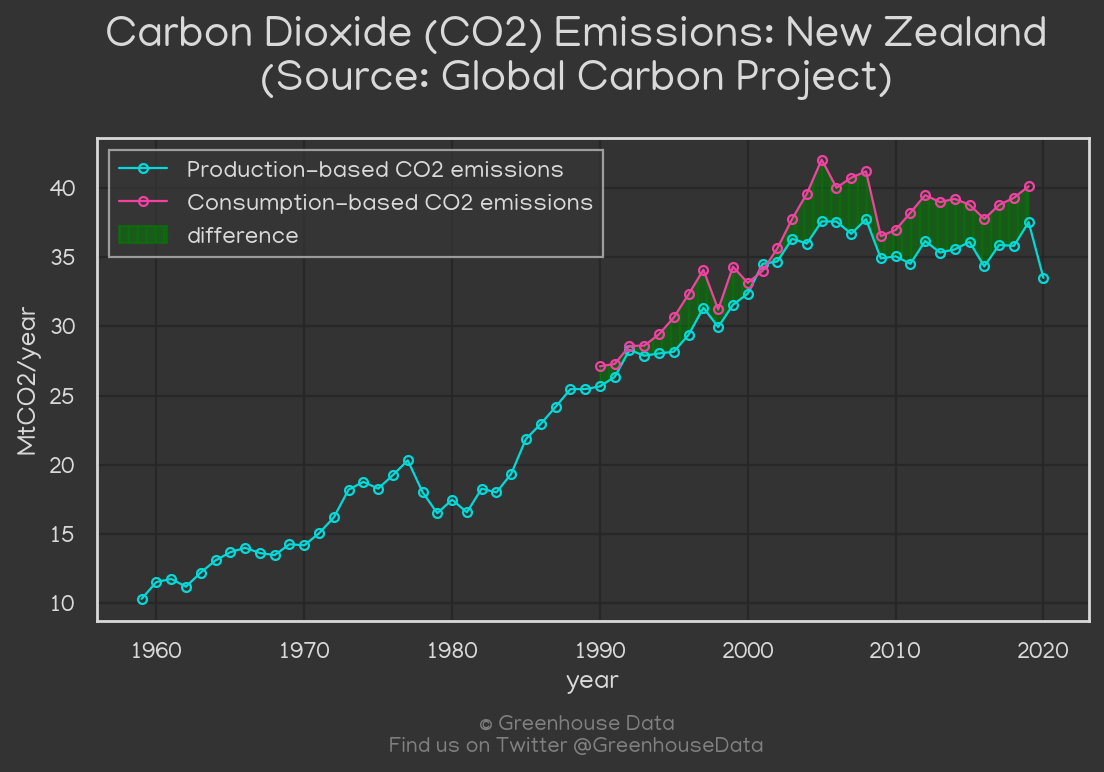 Carbon Dioxide (CO2) Emissions: New Zealand
(Source: Global Carbon Project)
Production-based CO2 emissions
Consumption-based CO2 emissions
difference
MtCO2/year
40
35
30
25
20
15
10
1960 1970 1980 1990 2000 2010 2020
year
© Greenhouse Data
Find us on Twitter @GreenhouseData